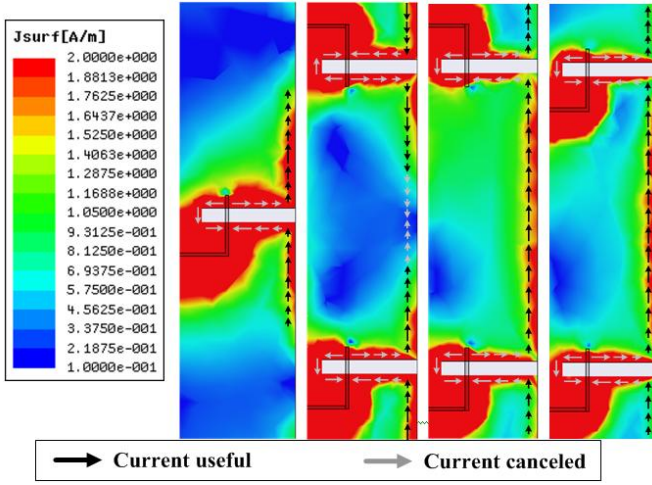 Jsurf[A/m]
2.0000e+000
1.8813e+000
1.7625e+000
1.6437e+000
1.5250e+000
1.4063e+000
1.2875e+000
1.1688e+000
1.0500e+000
9.3125e-001
8.1250e-001
6.9375e-001
5.7500e-001
4.5625e-001
3.3750e-001
2.1875e-001
1.0000e-001
Current useful
Current canceled